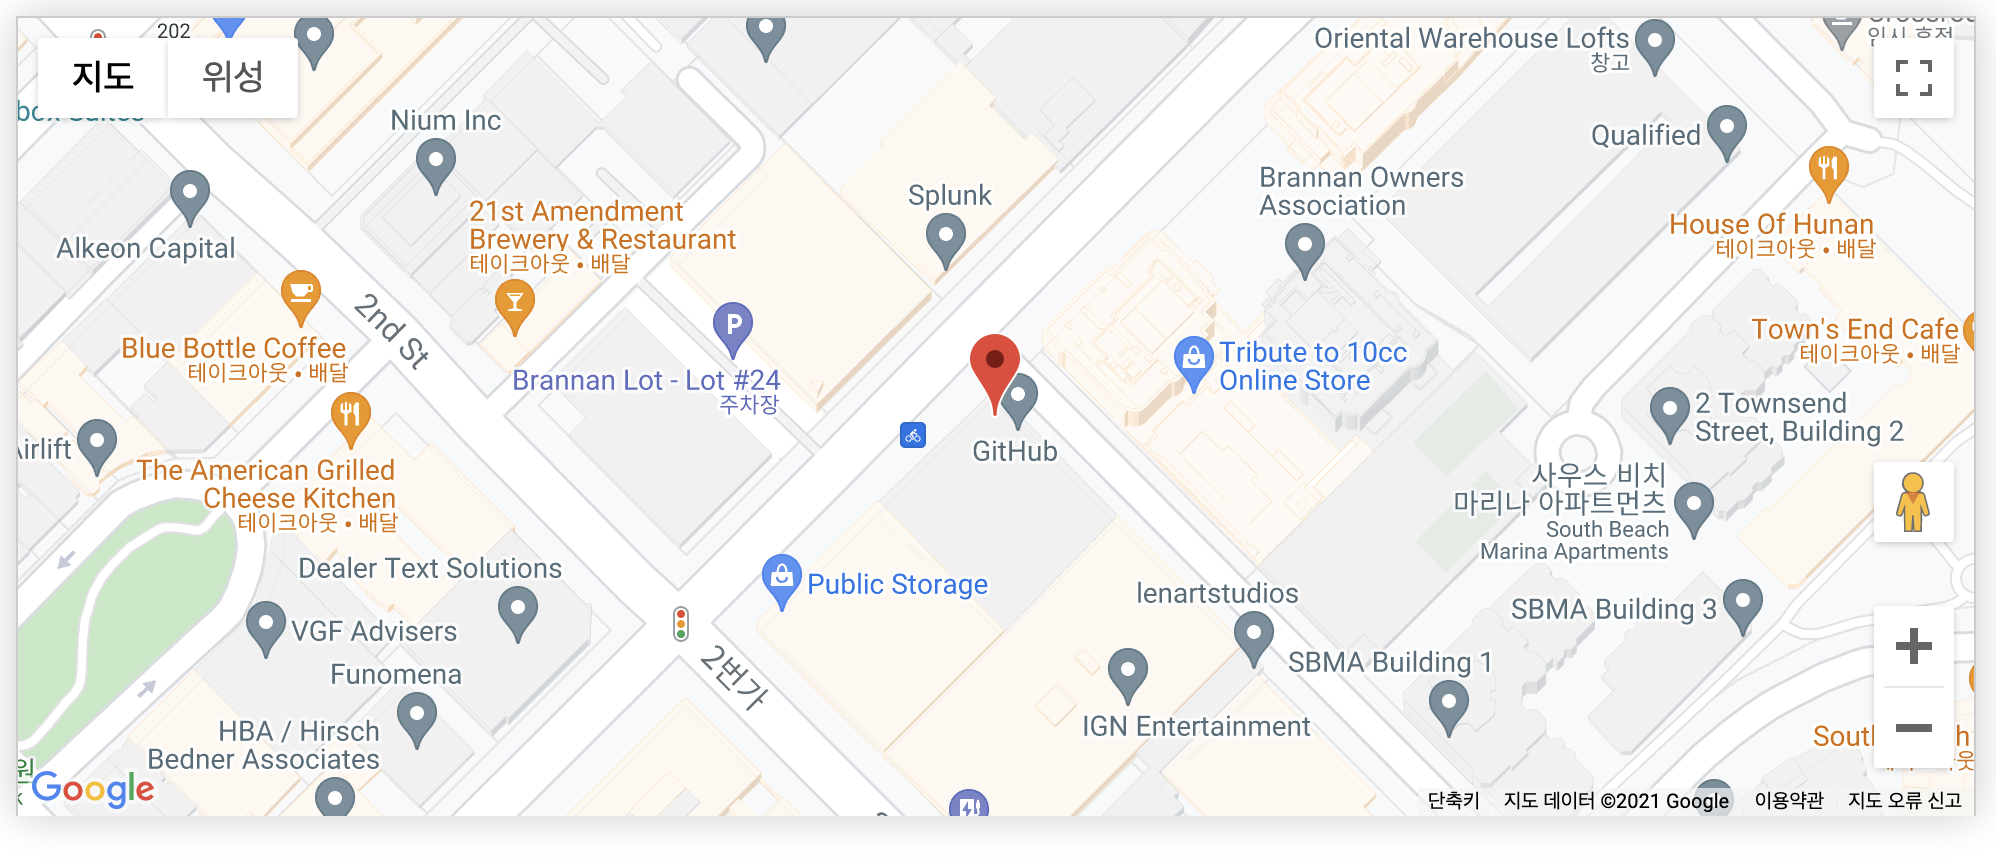 202
지도
위성
Oriental Warehouse Lofts
창고
Nium Inc
Qualified
Splunk
Brannan Owners
Association
21st Amendment
Brewery & Restaurant
테이크아웃 • 배달
House Of Hunan
테이크아웃 • 배달
Alkeon Capital
2nd St
Blue Bottle Coffee
테이크아웃 • 배달
P
Brannan Lot - Lot #24
주차장
Tribute to 10cc
Online Store
Town's End Cafe
테이크아웃 • 배달
2 Townsend
Street, Building 2
GitHub
Airlift
The American Grilled
Cheese Kitchen
테이크아웃 • 배달
사우스 비치
마리나 아파트먼츠
South Beach
Marina Apartments
Dealer Text Solutions
Public Storage
lenartstudios
SBMA Building 3
VGF Advisers
Funomena
2번가
SBMA Building 1
IGN Entertainment
HBA / Hirsch
Bedner Associates
Google
단축키
지도 데이터 ©2021 Google
이용약관
지도 오류 신고